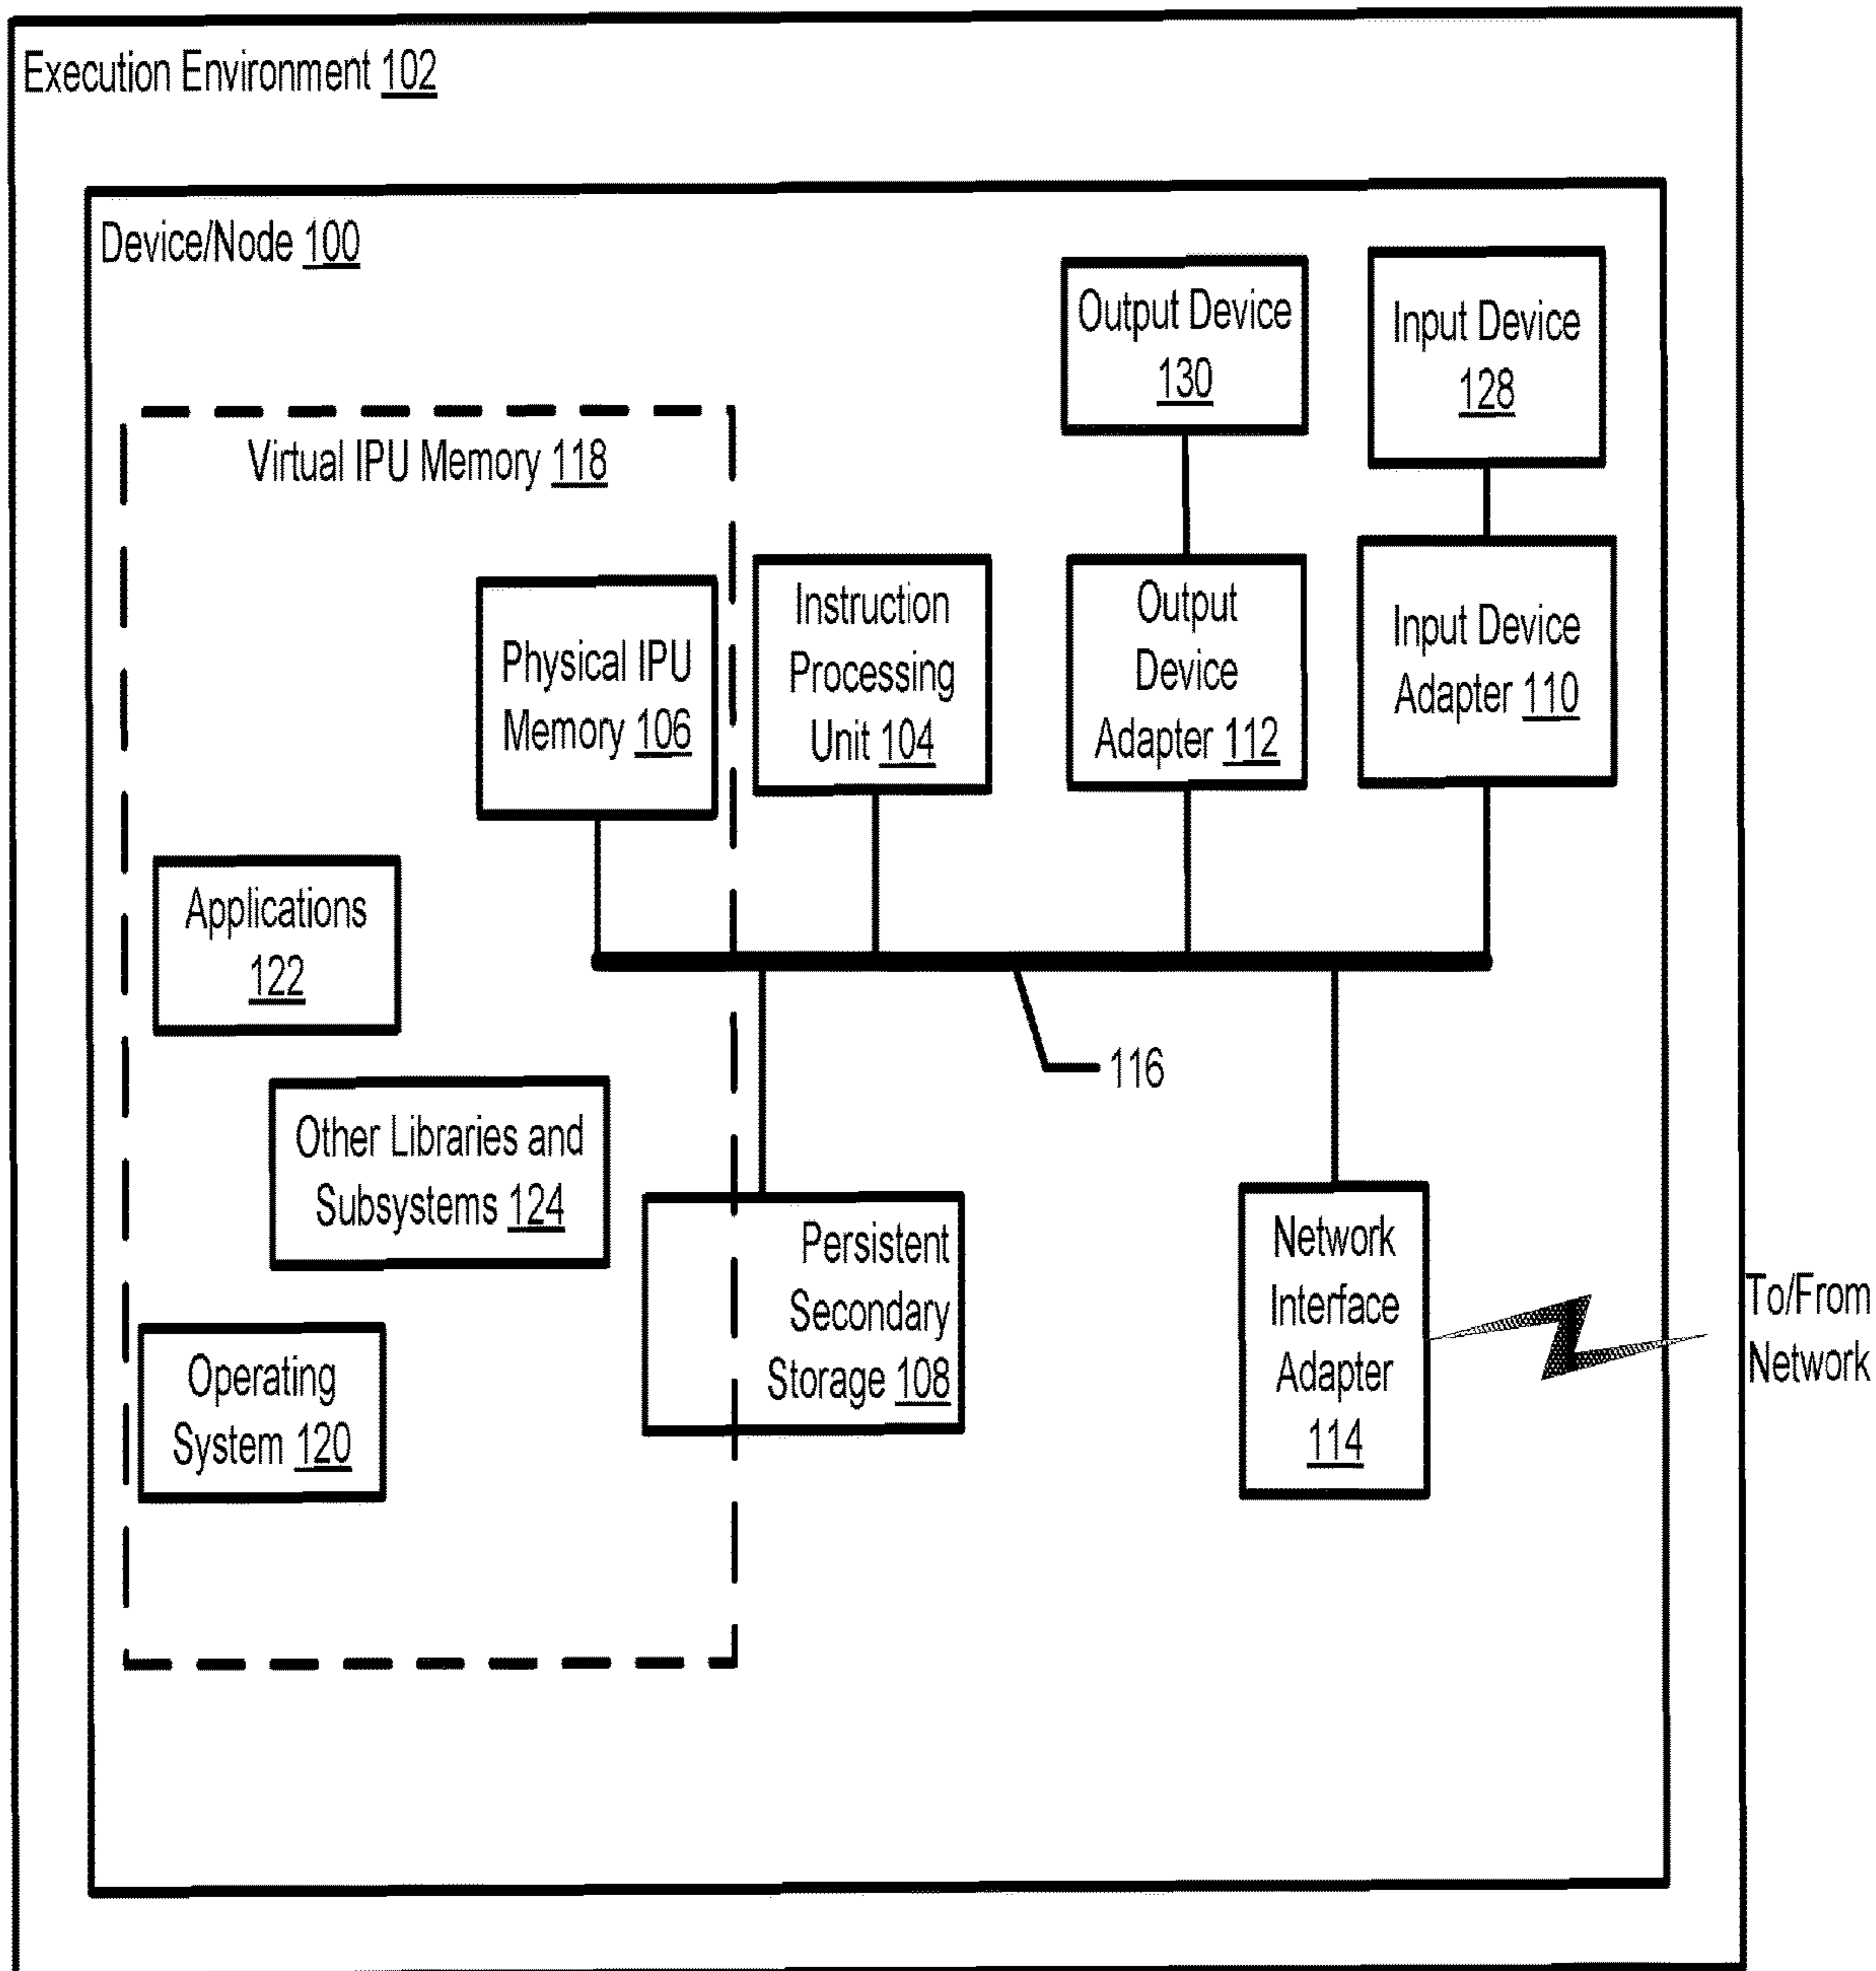 Execution Environment 102
Device/Node 100
Output Device
130
Input Device
128
Virtual IPU Memory 118
Physical IPU
Memory 106
Instruction
Processing
Unit 104
Output
Device
Adapter 112
Input Device
Adapter 110
Applications
122
116
Other Libraries and
Subsystems 124
Persistent
Secondary
Storage 108
Network
Interface
Adapter
114
To/From
Network
Operating
System 120